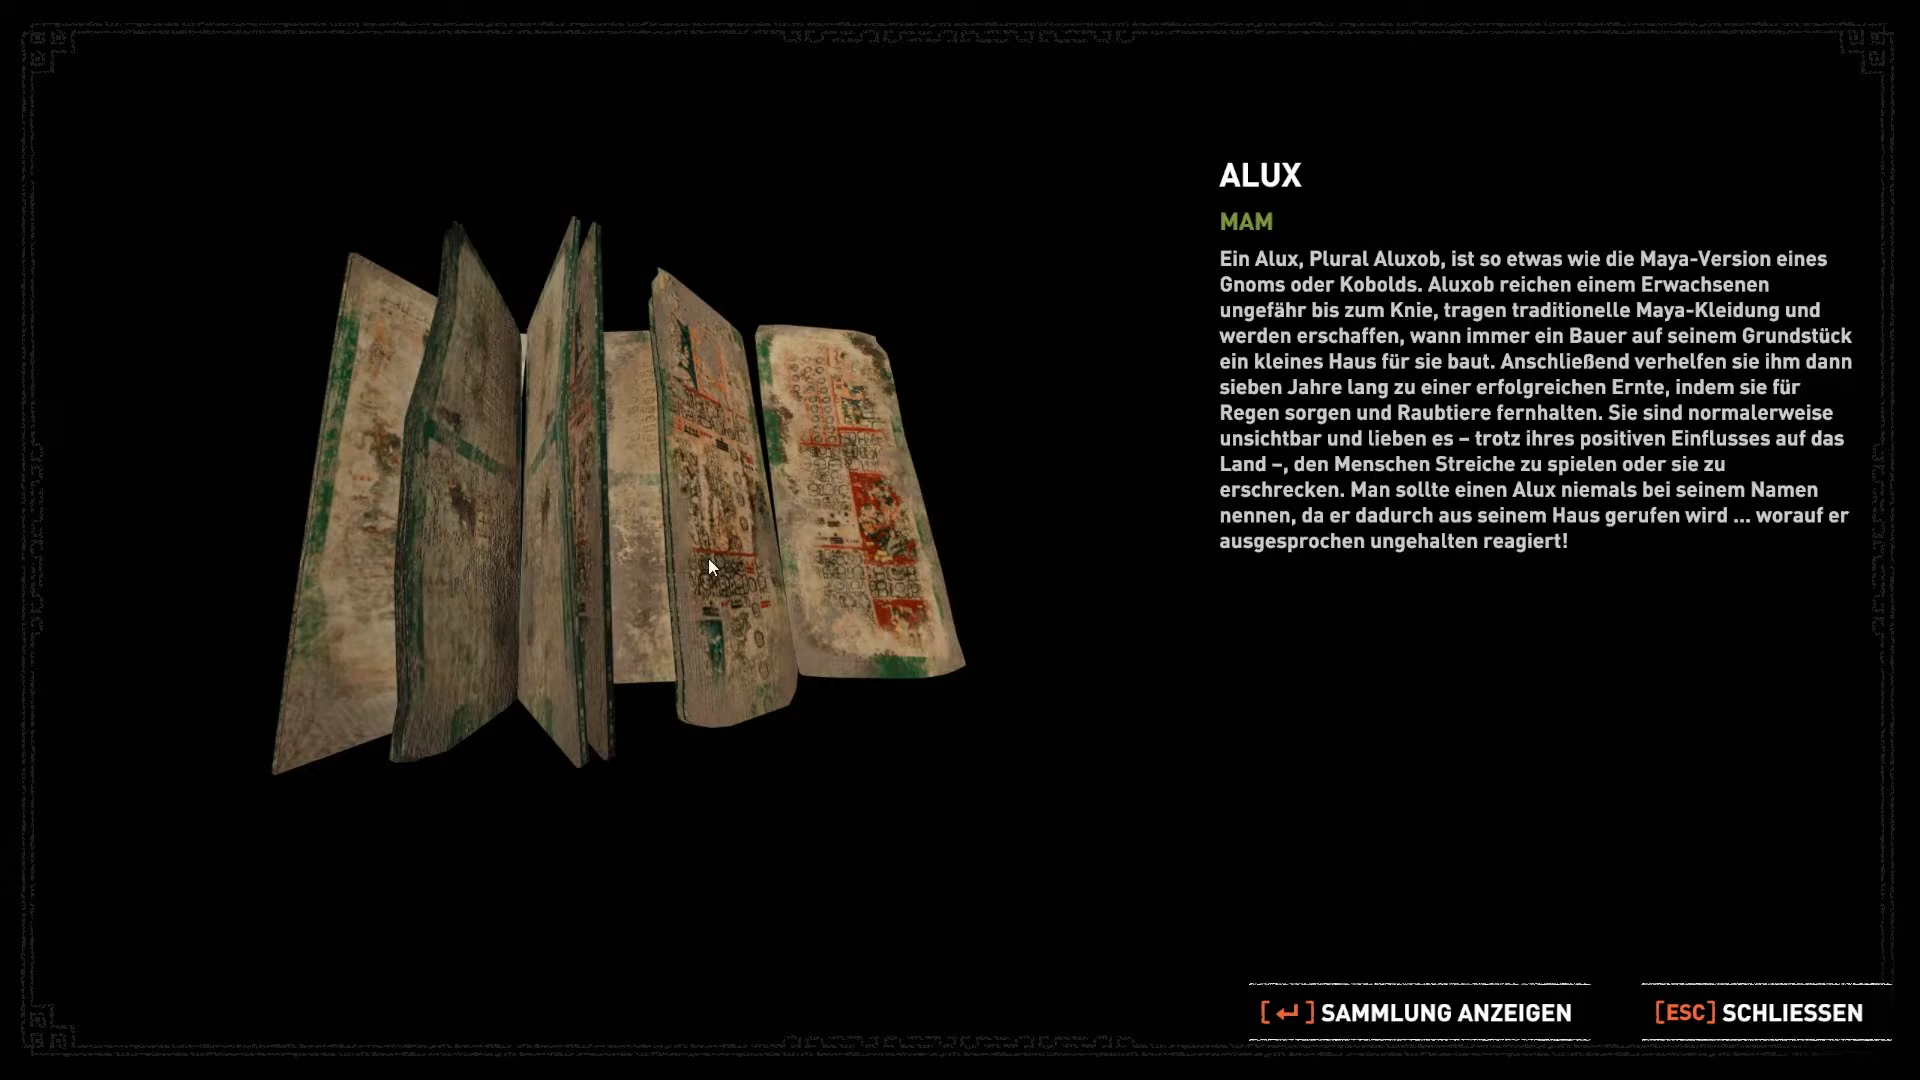 ALUX
MAM
Ein Alux, Plural Aluxob, ist so etwas wie die Maya-Version eines
Gnoms oder Kobolds. Aluxob reichen einem Erwachsenen
ungefähr bis zum Knie, tragen traditionelle Maya-Kleidung und
werden erschaffen, wann immer ein Bauer auf seinem Grundstück
ein kleines Haus für sie baut. Anschließend verhelfen sie ihm dann
sieben Jahre lang zu einer erfolgreichen Ernte, indem sie für
Regen sorgen und Raubtiere fernhalten. Sie sind normalerweise
unsichtbar und lieben es – trotz ihres positiven Einflusses auf das
Land –, den Menschen Streiche zu spielen oder sie zu
erschrecken. Man sollte einen Alux niemals bei seinem Namen
nennen, da er dadurch aus seinem Haus gerufen wird ... worauf er
ausgesprochen ungehalten reagiert!
[↵] SAMMLUNG ANZEIGEN [ESC] SCHLIESSEN